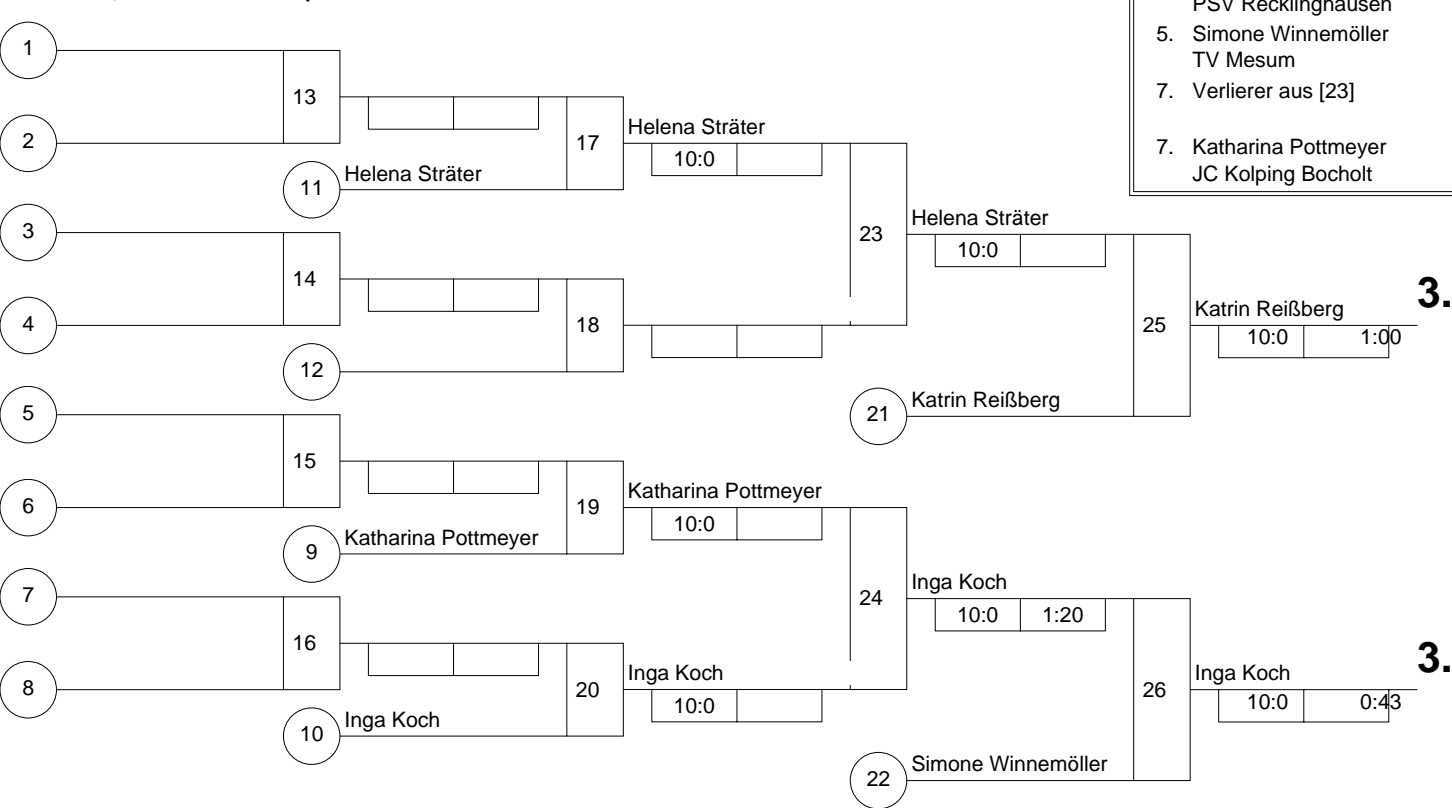 PSV Recklinghausen
5. Simone Winnemöller
TV Mesum
7. Verlierer aus [23]
7. Katharina Pottmeyer
JC Kolping Bocholt
1
13
2
17
Helena Sträter
10:0
11
Helena Sträter
3
23
Helena Sträter
10:0
14
4
18
12
25
Katrin Reißberg
10:0 1:00
3.
5
21
Katrin Reißberg
15
6
19
Katharina Pottmeyer
10:0
9
Katharina Pottmeyer
7
24
Inga Koch
10:0 1:20
16
8
20
Inga Koch
10:0
10
Inga Koch
26
Inga Koch
10:0 0:43
3.
22
Simone Winnemöller